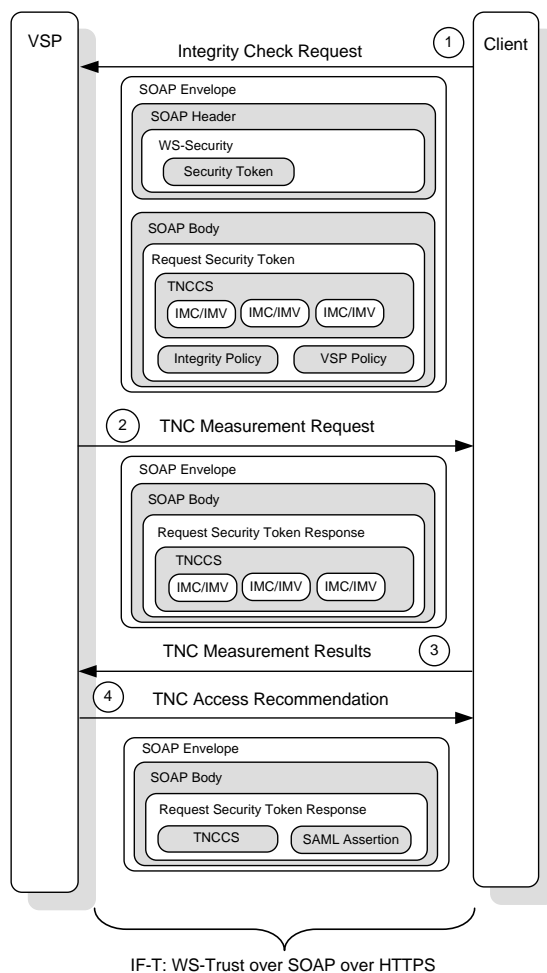 VSP
Client
1
Integrity Check Request
SOAP Envelope
SOAP Header
WS-Security
Security Token
SOAP Body
Request Security Token
TNCCS
IMC/IMV IMC/IMV IMC/IMV
Integrity Policy VSP Policy
2 TNC Measurement Request
SOAP Envelope
SOAP Body
Request Security Token Response
TNCCS
IMC/IMV IMC/IMV IMC/IMV
TNC Measurement Results 3
4 TNC Access Recommendation
SOAP Envelope
SOAP Body
Request Security Token Response
TNCCS SAML Assertion
IF-T: WS-Trust over SOAP over HTTPS